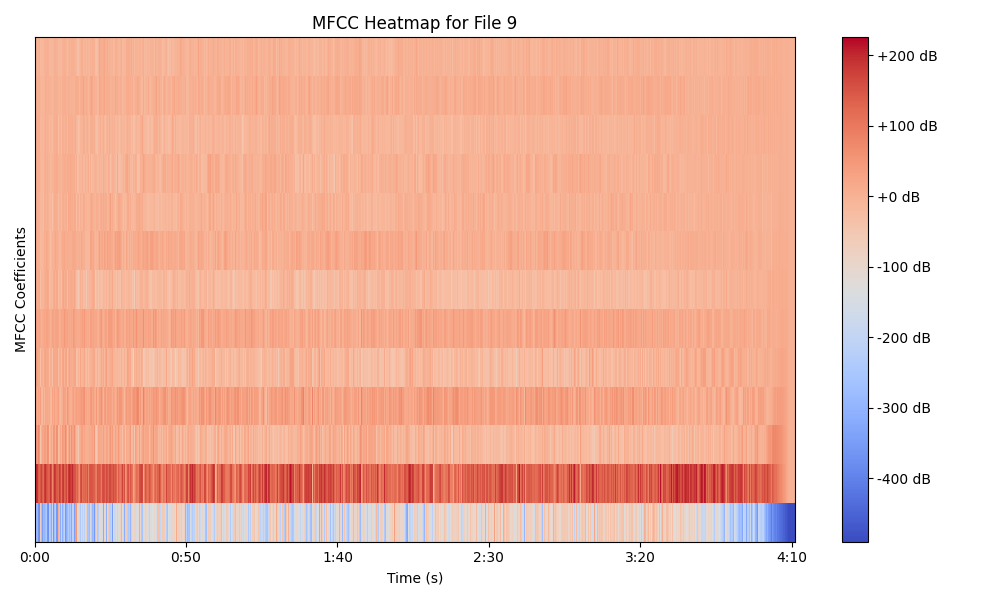 MFCC Heatmap for File 9
MFCC Coefficients
+200 dB
+100 dB
+0 dB
-100 dB
-200 dB
-300 dB
-400 dB
0:00 0:50 1:40 2:30 3:20 4:10
Time (s)